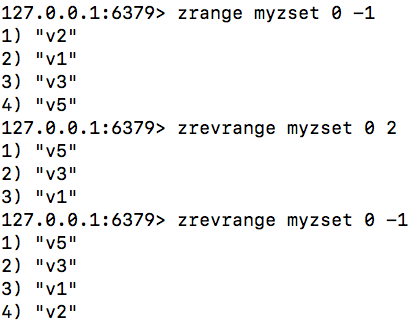 127.0.0.1:6379> zrange myzset 0 -1
1) "v2"
2) "v1"
3) "v3"
4) "v5"
127.0.0.1:6379> zrevrange myzset 0 2
1) "v5"
2) "v3"
3) "v1"
127.0.0.1:6379> zrevrange myzset 0 -1
1) "v5"
2) "v3"
3) "v1"
4) "v2"